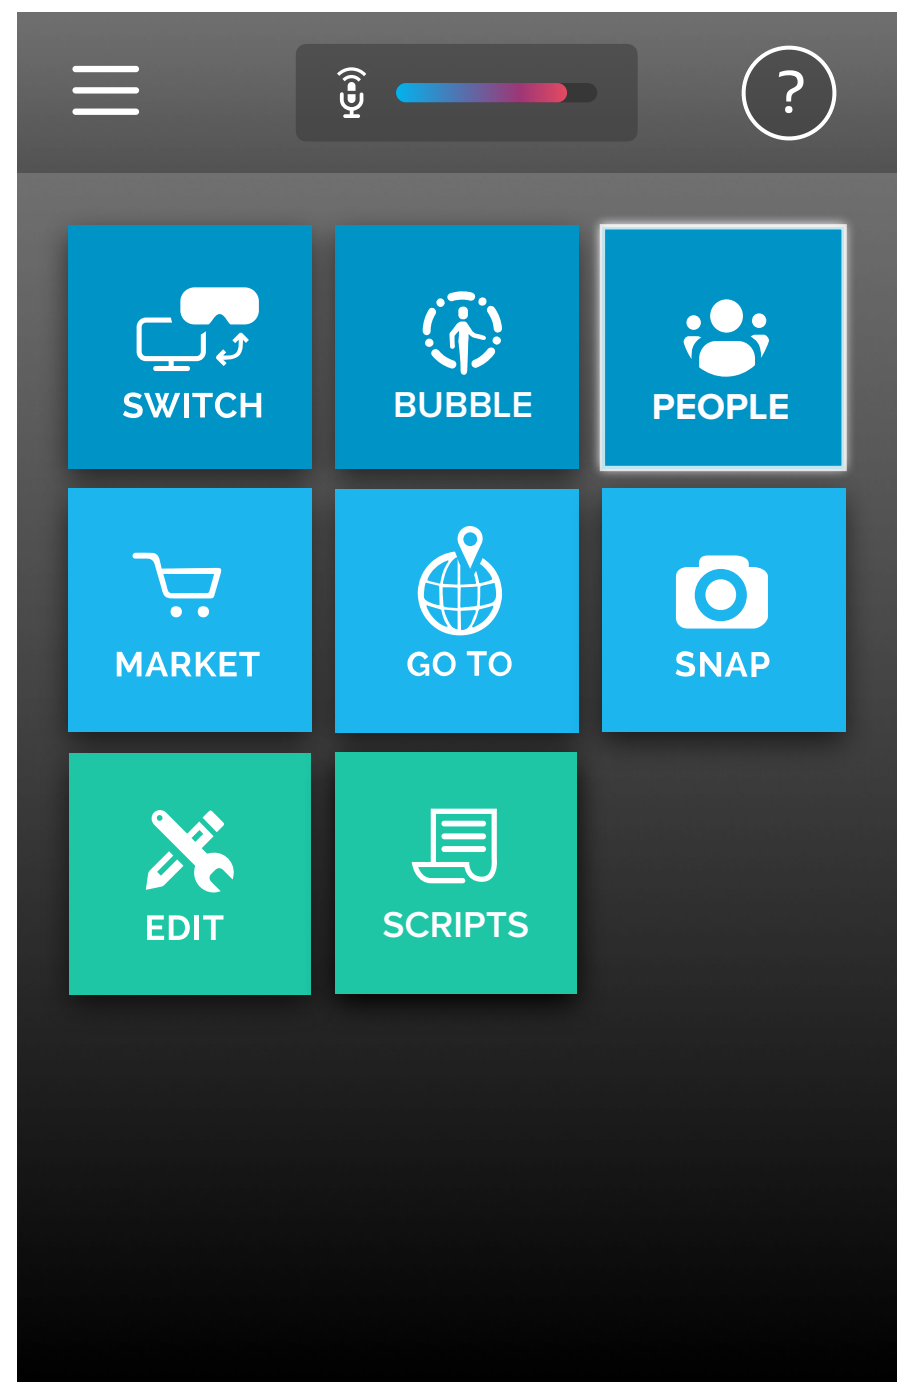 ?
SWITCH
BUBBLE
PEOPLE
MARKET
GO TO
SNAP
EDIT
SCRIPTS